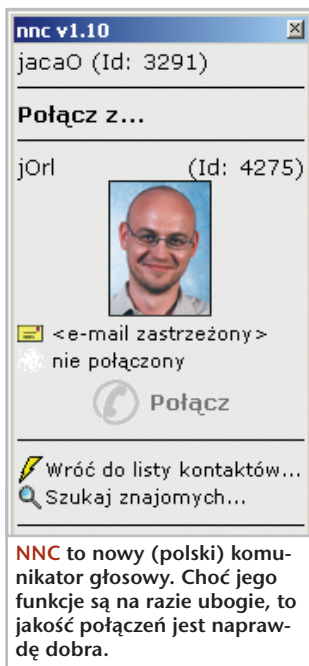 nnc v1.10
jacaO (Id: 3291)
Połącz z...
jOrl (Id: 4275)
<e-mail zastrzeżony>
nie połączony
Połącz
Wróć do listy kontaktów...
Szukaj znajomych...
NNC to nowy (polski) komu-
nikator głosowy. Choć jego
funkcje są na razie ubogie, to
jakość połączeń jest napraw-
dę dobra.